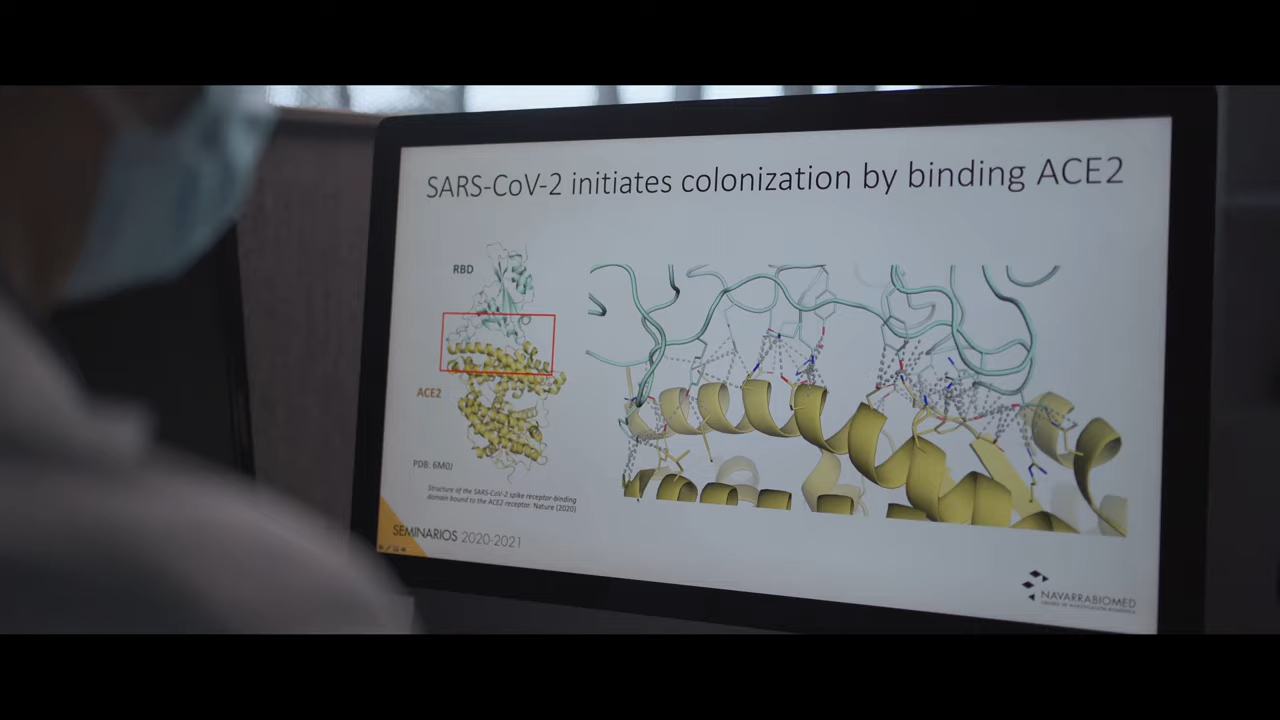 SARS-CoV-2 initiates colonization by binding ACE2
RBD
ACE2
PDB: 6M0J
Structure of the SARS-CoV-2 spike receptor-binding
domain bound to the ACE2 receptor. Nature (2020)
SEMINARIOS 2020-2021
NAVARRABIOMED